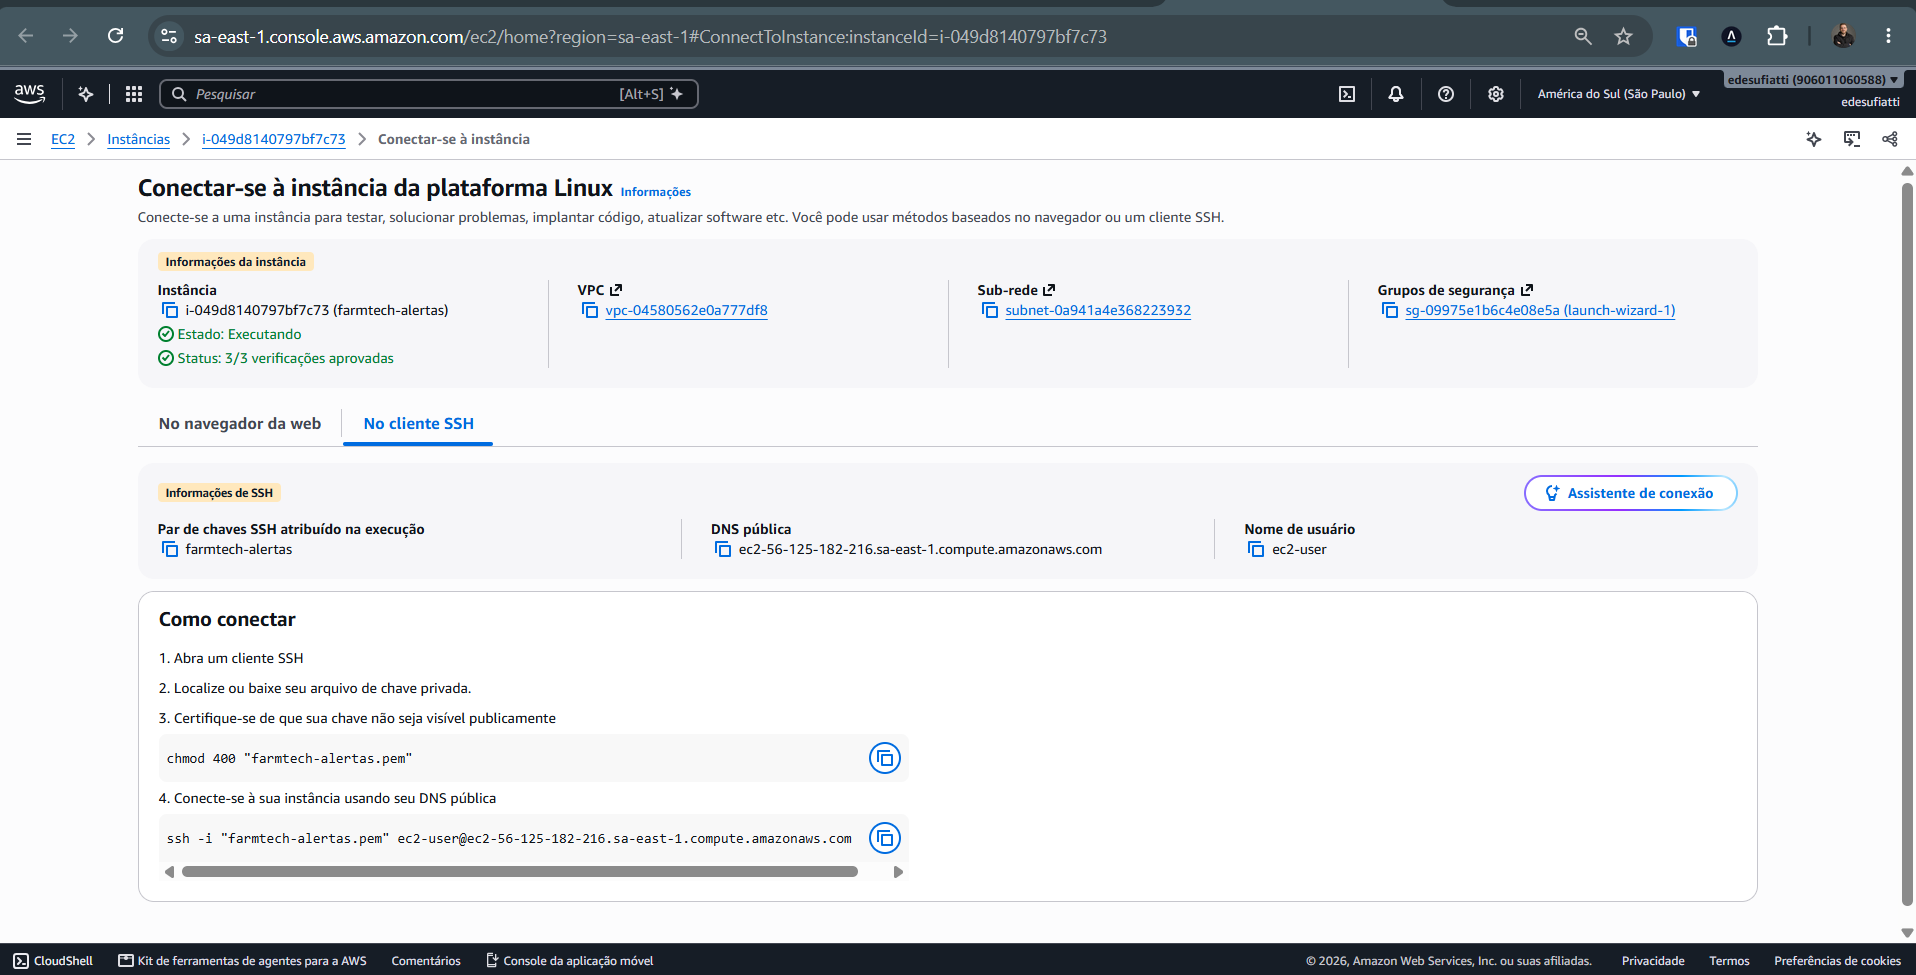 sa-east-1.console.aws.amazon.com/ec2/home?region=sa-east-1#ConnectToInstance:instanceId=i-049d8140797bf7c73
aws
Pesquisar
[Alt+S]
América do Sul (São Paulo)
edesufiatti (906011060588)
edesufiatti
EC2
Instâncias
i-049d8140797bf7c73
Conectar-se à instância
Conectar-se à instância da plataforma Linux Informações
Conecte-se a uma instância para testar, solucionar problemas, implantar código, atualizar software etc. Você pode usar métodos baseados no navegador ou um cliente SSH.
Informações da instância
Instância
i-049d8140797bf7c73 (farmtech-alertas)
Estado: Executando
Status: 3/3 verificações aprovadas
VPC
vpc-04580562e0a777df8
Sub-rede
subnet-0a941a4e368223932
Grupos de segurança
sg-09975e1b6c4e08e5a (launch-wizard-1)
No navegador da web
No cliente SSH
Informações de SSH
Assistente de conexão
Par de chaves SSH atribuído na execução
farmtech-alertas
DNS pública
ec2-56-125-182-216.sa-east-1.compute.amazonaws.com
Nome de usuário
ec2-user
Como conectar
1. Abra um cliente SSH
2. Localize ou baixe seu arquivo de chave privada.
3. Certifique-se de que sua chave não seja visível publicamente
chmod 400 "farmtech-alertas.pem"
4. Conecte-se à sua instância usando seu DNS pública
ssh -i "farmtech-alertas.pem" ec2-user@ec2-56-125-182-216.sa-east-1.compute.amazonaws.com
CloudShell
Kit de ferramentas de agentes para a AWS
Comentários
Console da aplicação móvel
© 2026, Amazon Web Services, Inc. ou suas afiliadas.
Privacidade
Termos
Preferências de cookies